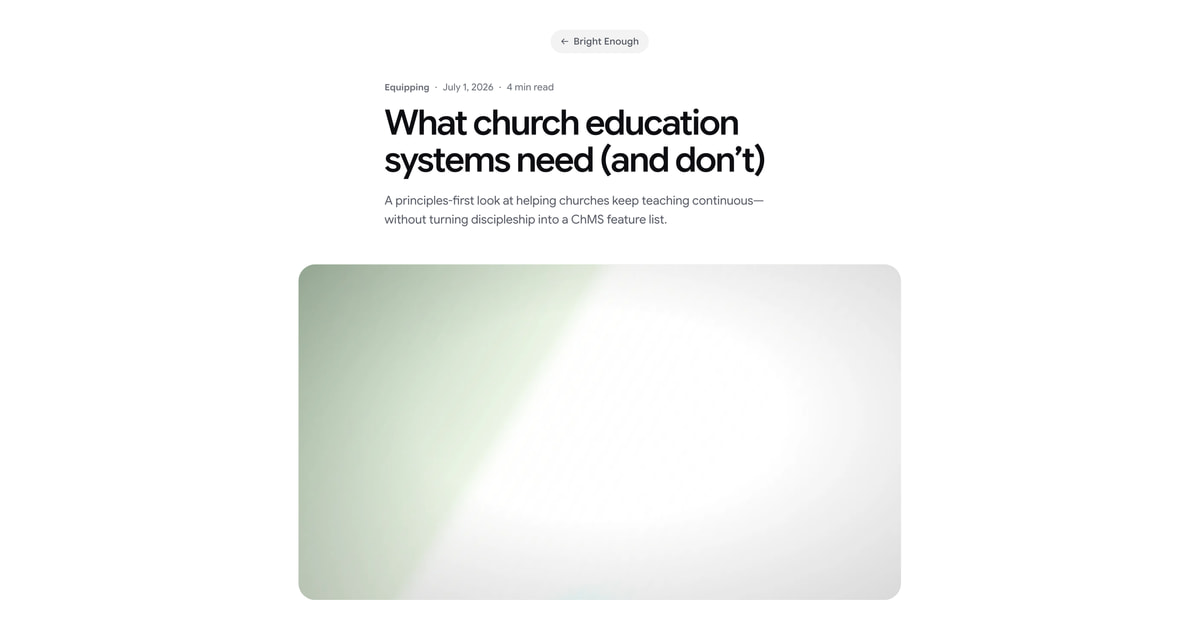 ← Bright Enough
Equipping · July 1, 2026 · 4 min read
What church education
systems need (and don’t)
A principles-first look at helping churches keep teaching continuous—
without turning discipleship into a ChMS feature list.